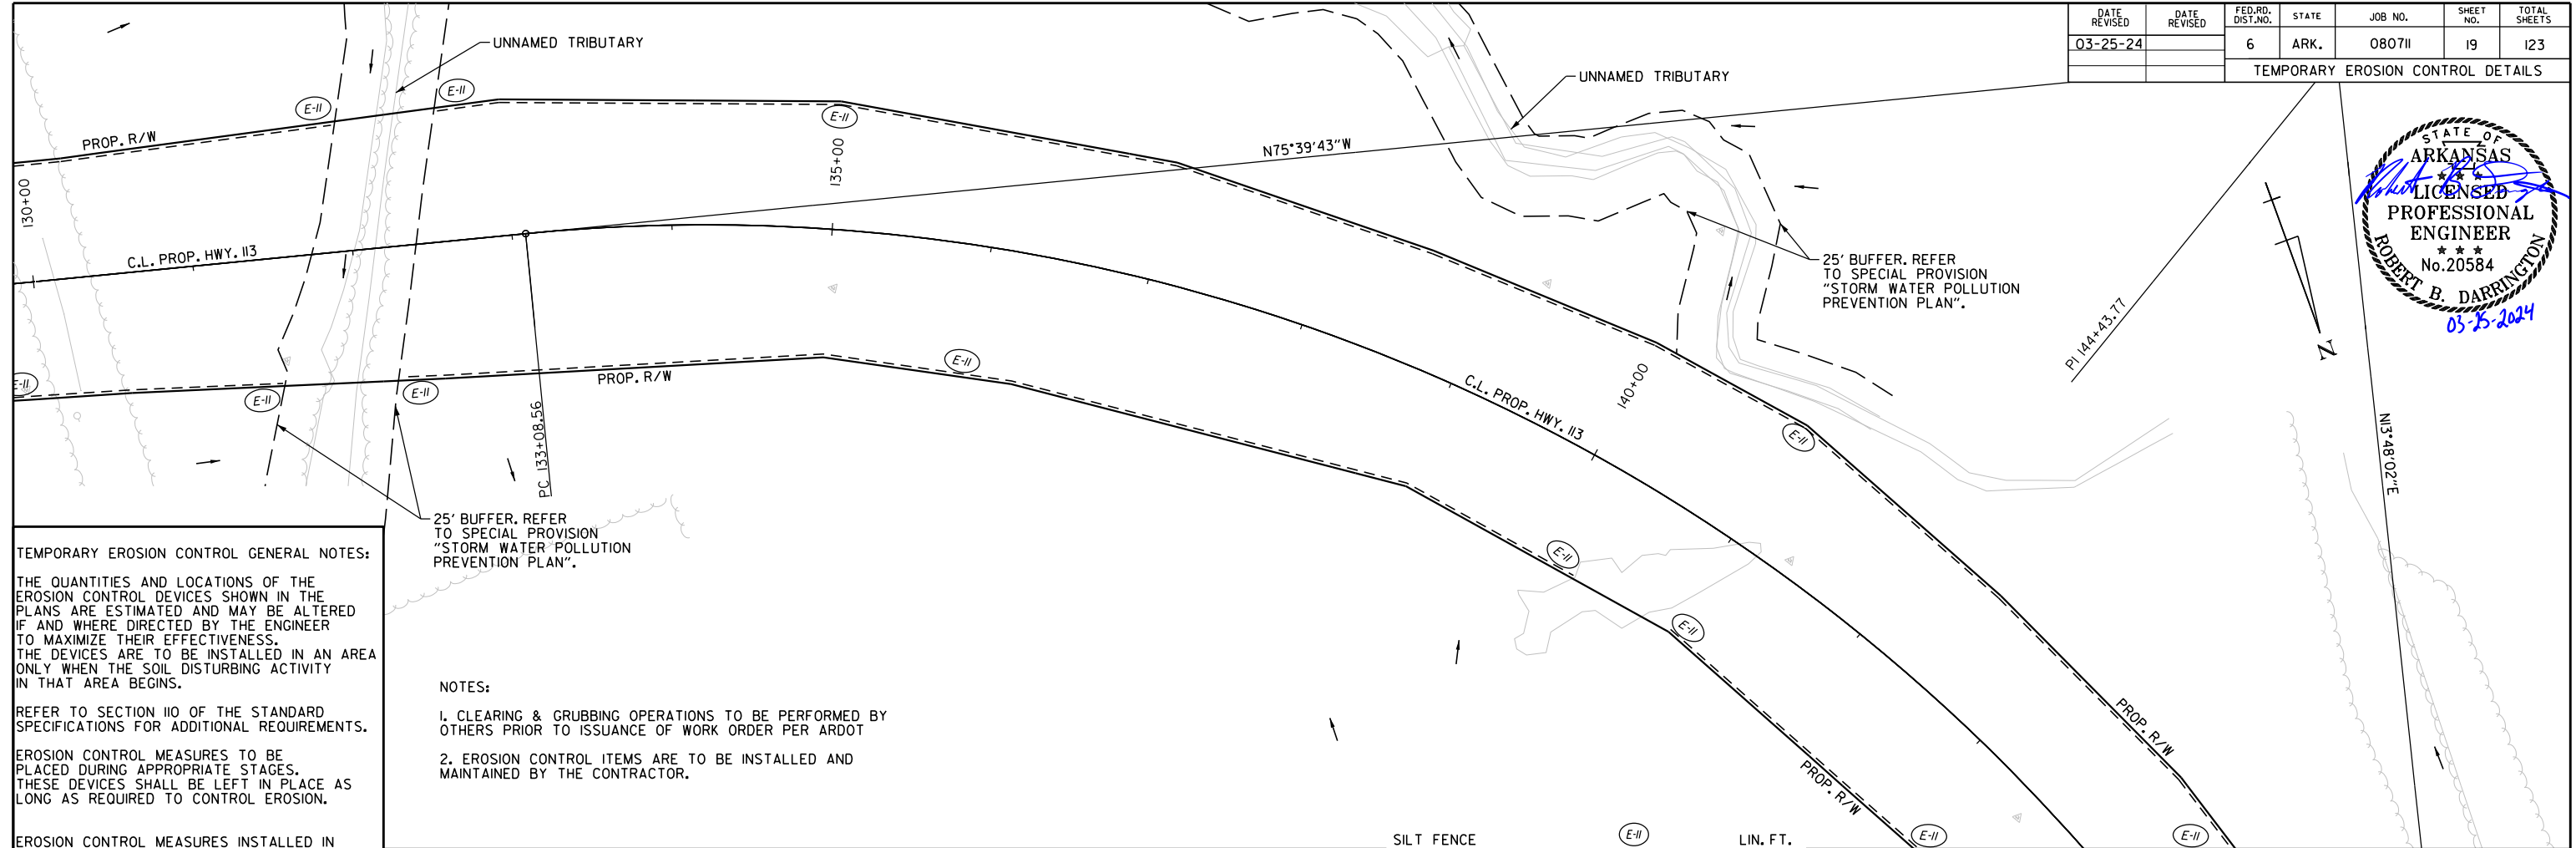 DATE REVISED
DATE REVISED
FED.RD. DIST.NO.
STATE
JOB NO.
SHEET NO.
TOTAL SHEETS
03-25-24
6
ARK.
080711
19
123
TEMPORARY EROSION CONTROL DETAILS
STATE OF
ARKANSAS
★ ★ ★
LICENSED
PROFESSIONAL
ENGINEER
★ ★ ★
No.20584
ROBERT B. DARRINGTON
03-25-2024
UNNAMED TRIBUTARY
UNNAMED TRIBUTARY
E-11
E-11
E-11
PROP. R/W
130+00
135+00
N75°39'43"W
C.L. PROP. HWY. 113
25' BUFFER. REFER
TO SPECIAL PROVISION
"STORM WATER POLLUTION
PREVENTION PLAN".
PI 144+43.77
N
N13°48'02"E
E-11
E-11
E-11
PROP. R/W
E-11
PC 133+08.56
C.L. PROP. HWY. 113
140+00
E-11
25' BUFFER. REFER
TO SPECIAL PROVISION
"STORM WATER POLLUTION
PREVENTION PLAN".
E-11
E-11
PROP. R/W
PROP. R/W
TEMPORARY EROSION CONTROL GENERAL NOTES:
THE QUANTITIES AND LOCATIONS OF THE
EROSION CONTROL DEVICES SHOWN IN THE
PLANS ARE ESTIMATED AND MAY BE ALTERED
IF AND WHERE DIRECTED BY THE ENGINEER
TO MAXIMIZE THEIR EFFECTIVENESS.
THE DEVICES ARE TO BE INSTALLED IN AN AREA
ONLY WHEN THE SOIL DISTURBING ACTIVITY
IN THAT AREA BEGINS.
REFER TO SECTION 110 OF THE STANDARD
SPECIFICATIONS FOR ADDITIONAL REQUIREMENTS.
EROSION CONTROL MEASURES TO BE
PLACED DURING APPROPRIATE STAGES.
THESE DEVICES SHALL BE LEFT IN PLACE AS
LONG AS REQUIRED TO CONTROL EROSION.
EROSION CONTROL MEASURES INSTALLED IN
NOTES:
1. CLEARING & GRUBBING OPERATIONS TO BE PERFORMED BY
OTHERS PRIOR TO ISSUANCE OF WORK ORDER PER ARDOT
2. EROSION CONTROL ITEMS ARE TO BE INSTALLED AND
MAINTAINED BY THE CONTRACTOR.
SILT FENCE
E-11
LIN. FT.
E-11
E-11